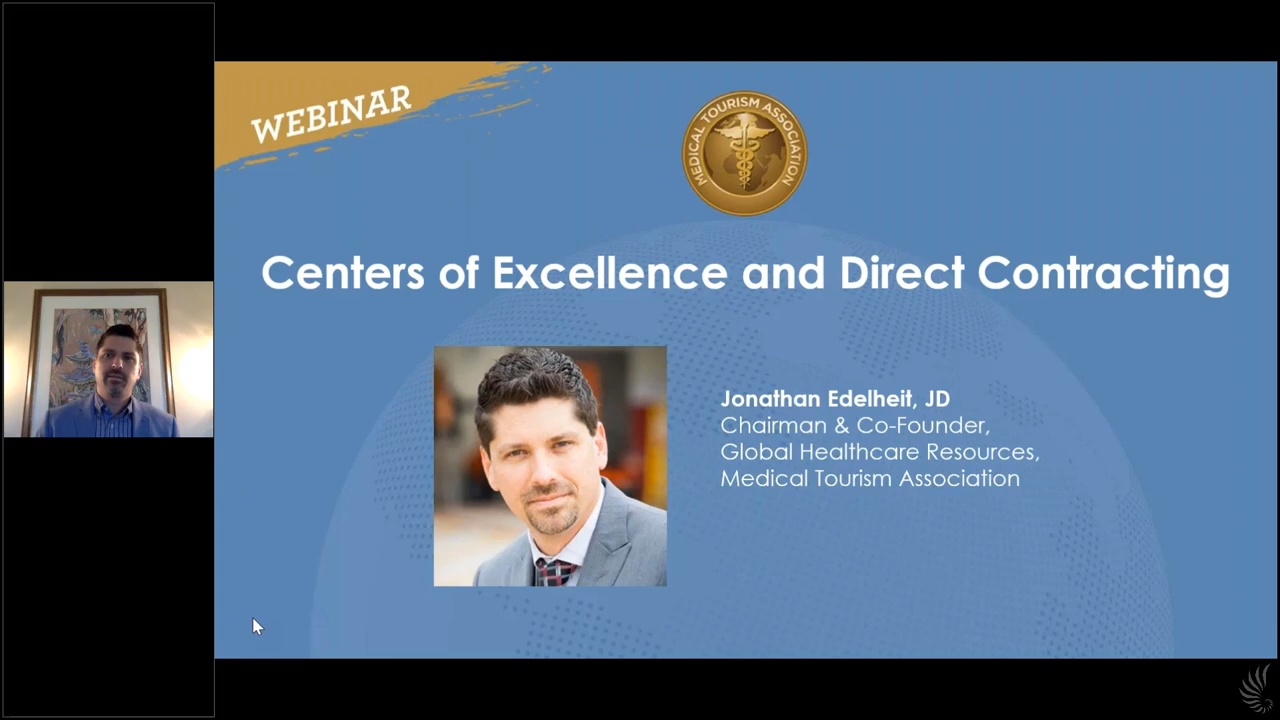 WEBINAR
MEDICAL TOURISM ASSOCIATION
Centers of Excellence and Direct Contracting
Jonathan Edelheit, JD
Chairman & Co-Founder,
Global Healthcare Resources,
Medical Tourism Association